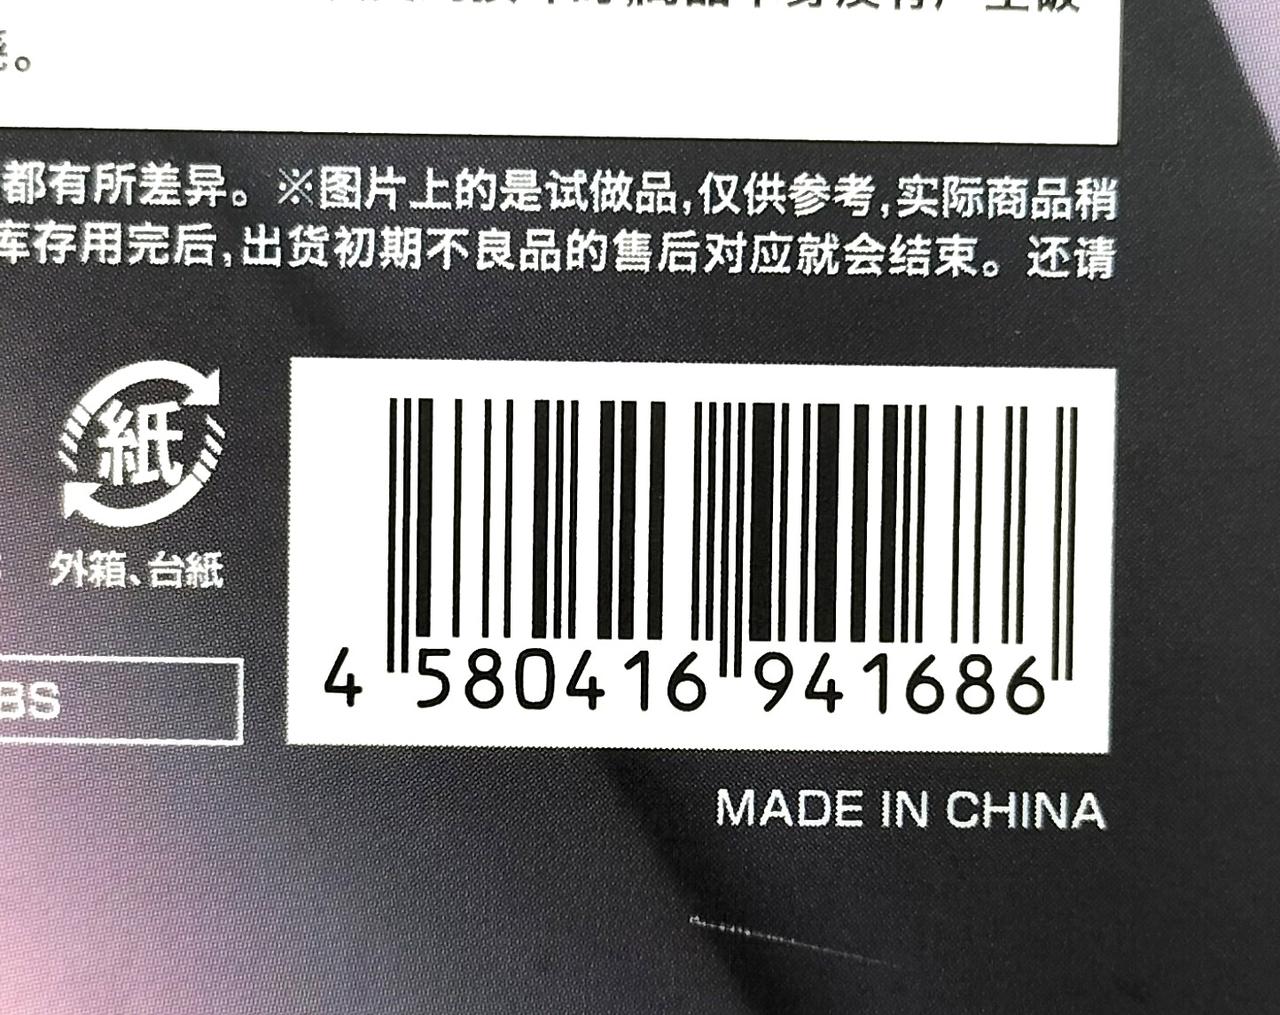 。
都有所差异。※图片上的是试做品,仅供参考,实际商品稍
库存用完后,出货初期不良品的售后对应就会结束。还请
紙
外箱、台紙
BS
4 580416 941686
MADE IN CHINA